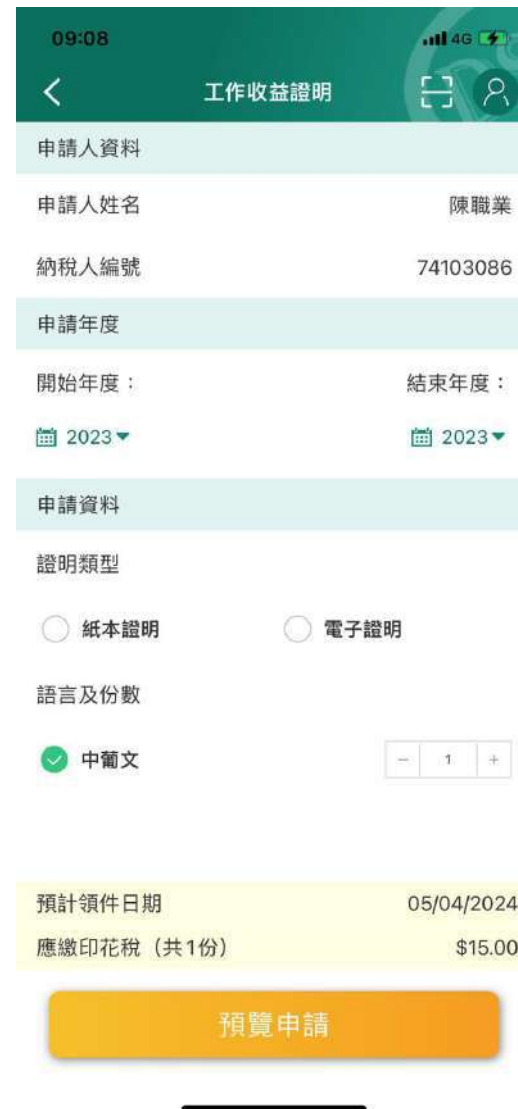 09:08 4G
工作收益證明
申請人資料
申請人姓名 陳職業
納稅人編號 74103086
申請年度
開始年度： 結束年度：
2023 2023
申請資料
證明類型
紙本證明 電子證明
語言及份數
中葡文 − 1 +
預計領件日期 05/04/2024
應繳印花稅（共1份） $15.00
預覽申請